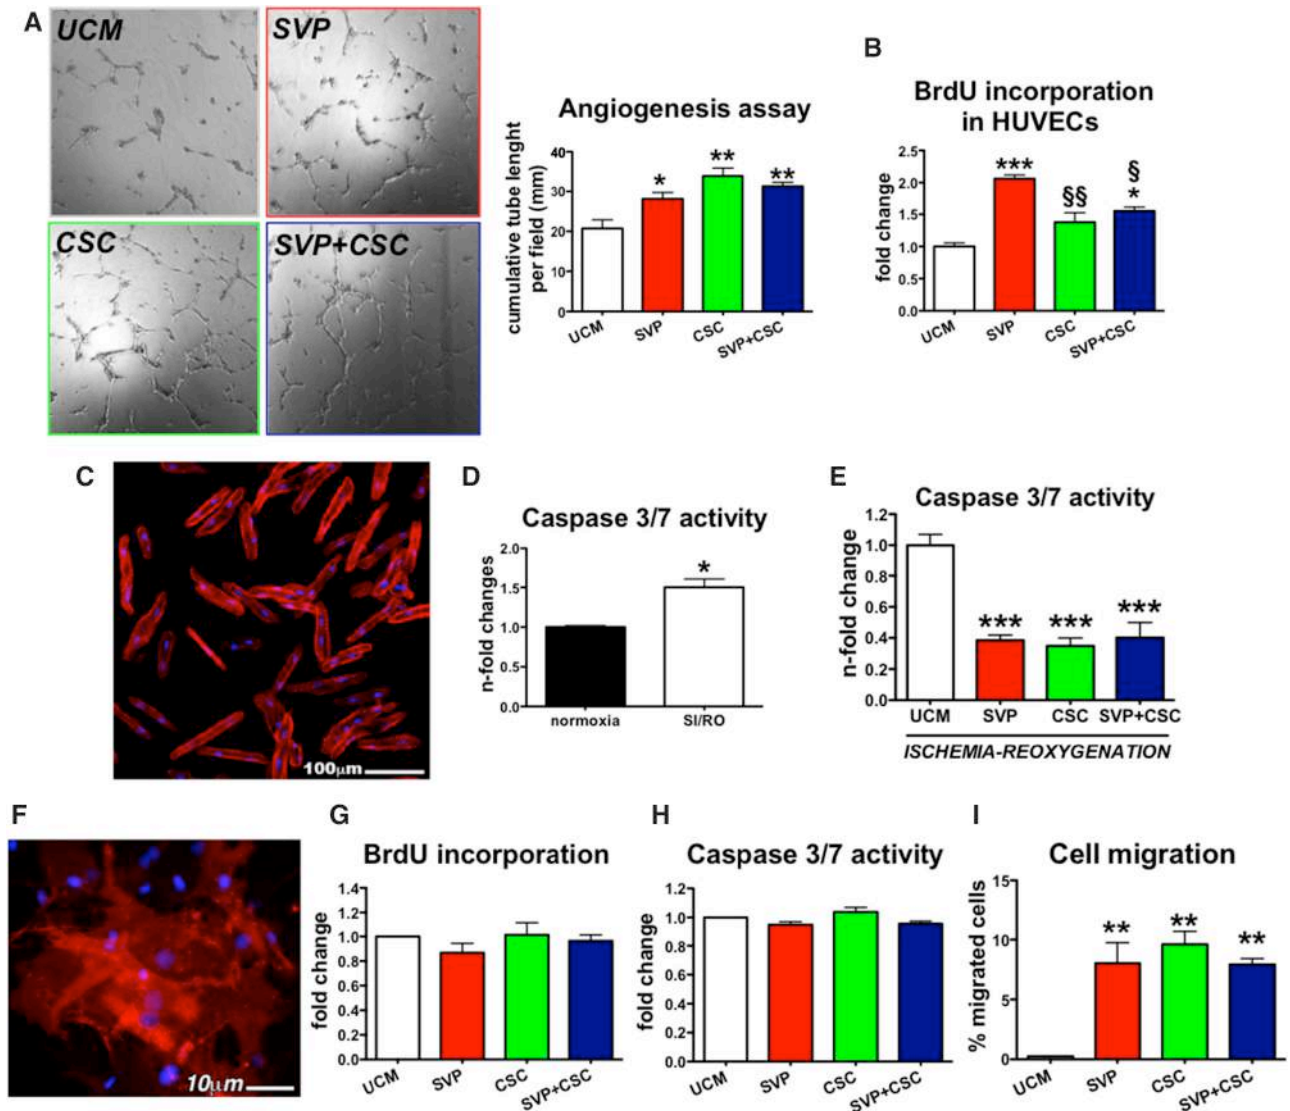 A
UCM
SVP
CSC
SVP+CSC
Angiogenesis assay
cumulative tube lenght
per field (mm)
40
30
20
10
0
*
**
**
UCM
SVP
CSC
SVP+CSC
B
BrdU incorporation
in HUVECs
fold change
2.5
2.0
1.5
1.0
0.5
0.0
***
§§
§
*
UCM
SVP
CSC
SVP+CSC
C
100µm
D
Caspase 3/7 activity
n-fold changes
2.0
1.5
1.0
0.5
0.0
*
normoxia
SI/RO
E
Caspase 3/7 activity
n-fold change
1.2
1.0
0.8
0.6
0.4
0.2
0.0
***
***
***
UCM
SVP
CSC
SVP+CSC
ISCHEMIA-REOXYGENATION
F
10µm
G
BrdU incorporation
fold change
1.4
1.2
1.0
0.8
0.6
0.4
0.2
0.0
UCM
SVP
CSC
SVP+CSC
H
Caspase 3/7 activity
fold change
1.2
1.0
0.8
0.6
0.4
0.2
0.0
UCM
SVP
CSC
SVP+CSC
I
Cell migration
% migrated cells
15
10
5
0
**
**
**
UCM
SVP
CSC
SVP+CSC